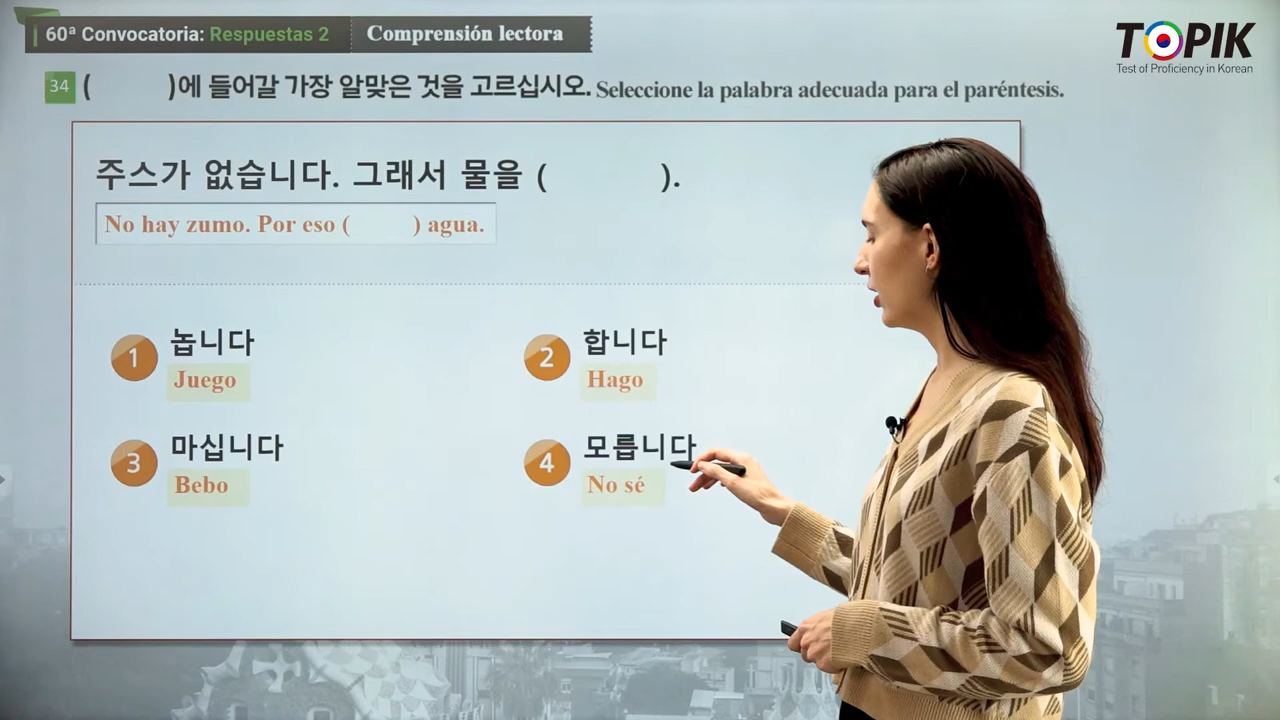 60ª Convocatoria: Respuestas 2 Comprensión lectora
TOPIK
Test of Proficiency in Korean
34 ( )에 들어갈 가장 알맞은 것을 고르십시오. Seleccione la palabra adecuada para el paréntesis.
주스가 없습니다. 그래서 물을 ( ).
No hay zumo. Por eso ( ) agua.
1 놉니다
Juego
2 합니다
Hago
3 마십니다
Bebo
4 모릅니다
No sé